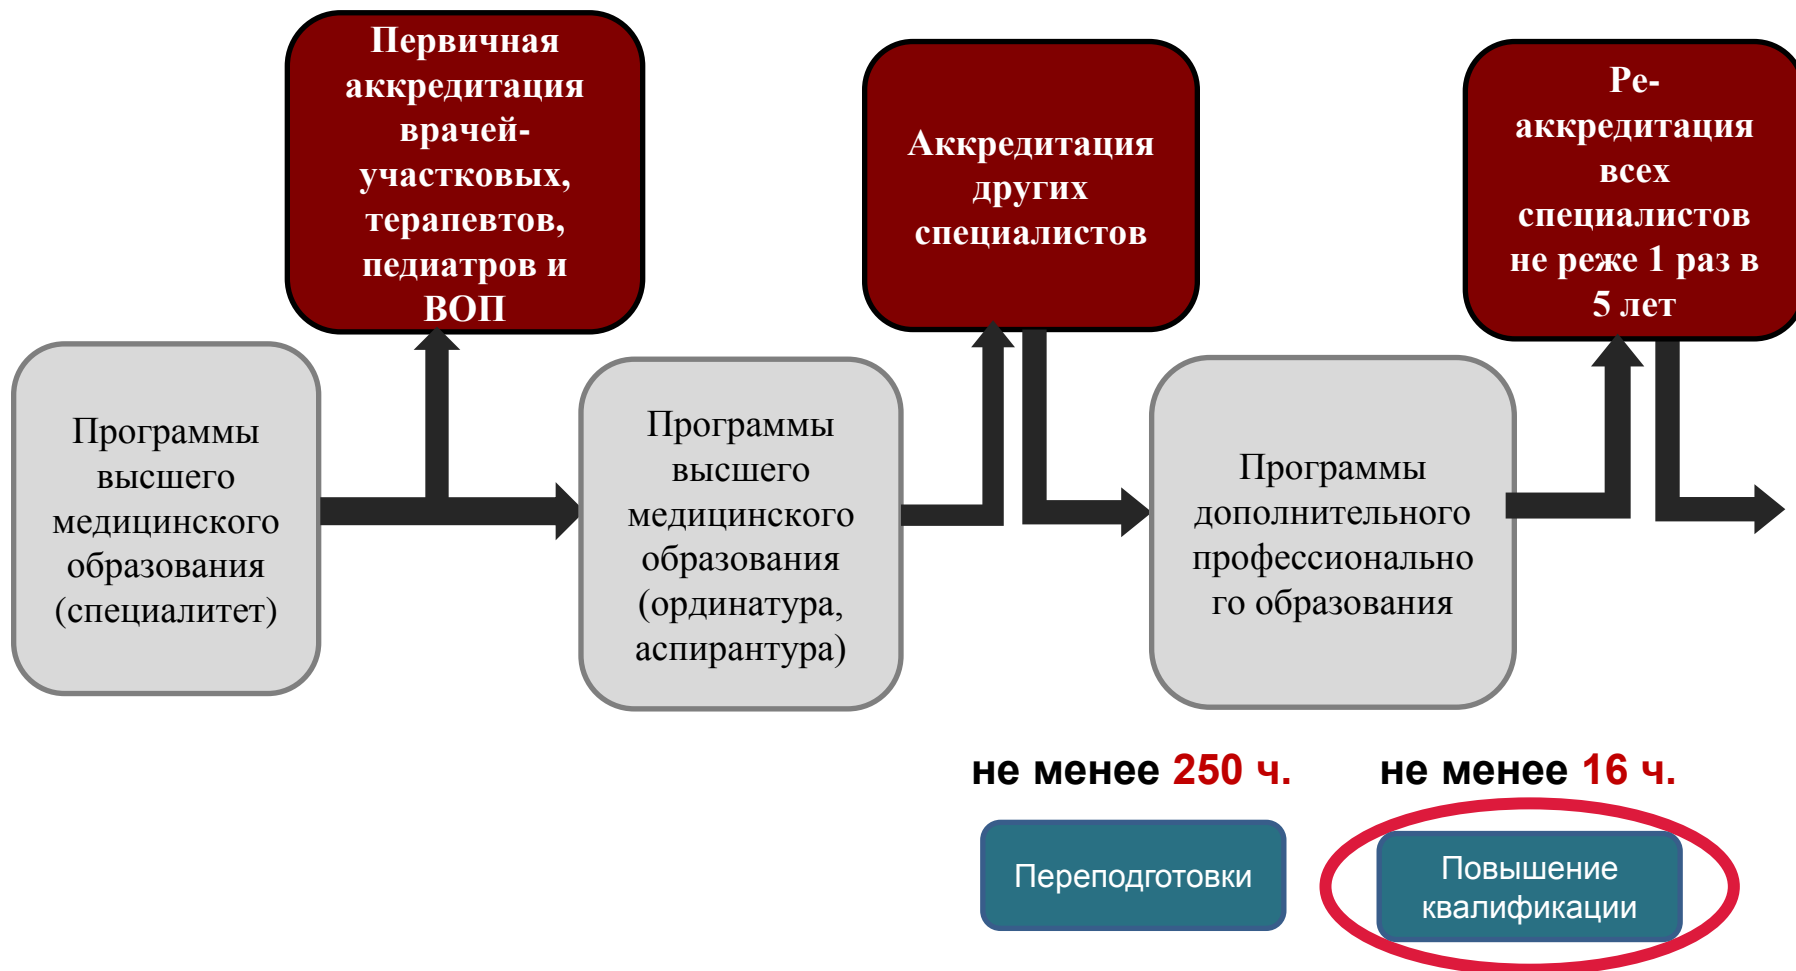 Первичная
аккредитация
врачей-
участковых,
терапевтов,
педиатров и
ВОП
Аккредитация
других
специалистов
Ре-
аккредитация
всех
специалистов
не реже 1 раз в
5 лет
Программы
высшего
медицинского
образования
(специалитет)
Программы
высшего
медицинского
образования
(ординатура,
аспирантура)
Программы
дополнительного
профессионально
го образования
не менее 250 ч.
не менее 16 ч.
Переподготовки
Повышение
квалификации